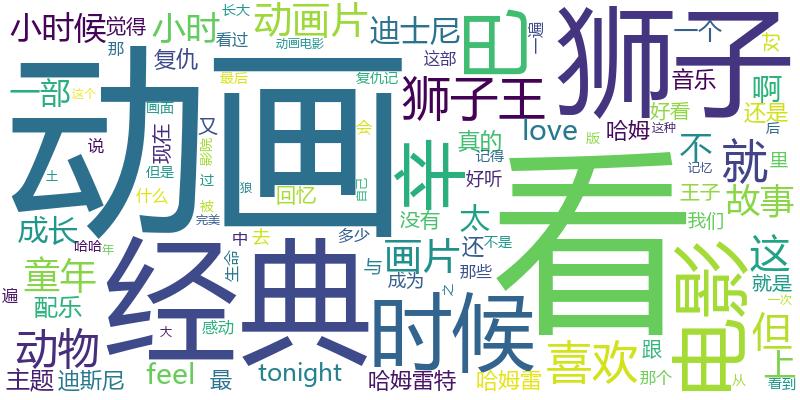 小时候
觉得
那
长大
看过
动画电影
小时
动画片
迪士尼
巴
一
狮子
一个
复仇
这部
复仇记
对
一部
画面
现在
又
最后
狮子王
音乐
啊
这个
说
影院
会
真的
love
哈姆
好看
还是
这种
后
动画
但是
过
土
什么
狼
回忆
自己
辛
记得
版
不
就
里
好听
记忆
看
王子
故事
我们
成长
被
完美
没有
太
哈哈
年
中
去
多少
还
不是
画片
那些
电影
这
就是
童年
经典
生命
与
成为
之
时候
遍
配乐
大
感动
一次
但
上
动物
喜欢
跟
主题
迪斯尼
feel
最
tonight
哈姆雷特
哈姆雷
那个
从
看到